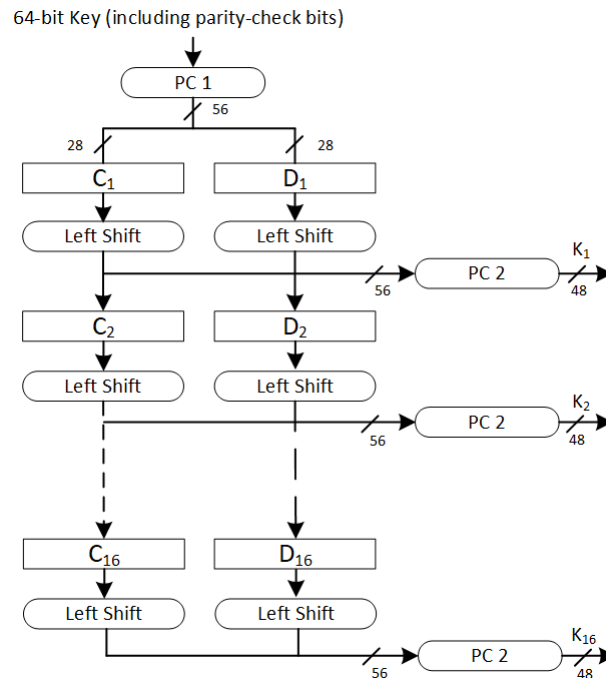 64-bit Key (including parity-check bits)
PC 1
56
28 28
C₁ D₁
Left Shift Left Shift
K₁
PC 2
56 48
C₂ D₂
Left Shift Left Shift
K₂
PC 2
56 48
C₁₆ D₁₆
Left Shift Left Shift
K₁₆
PC 2
56 48